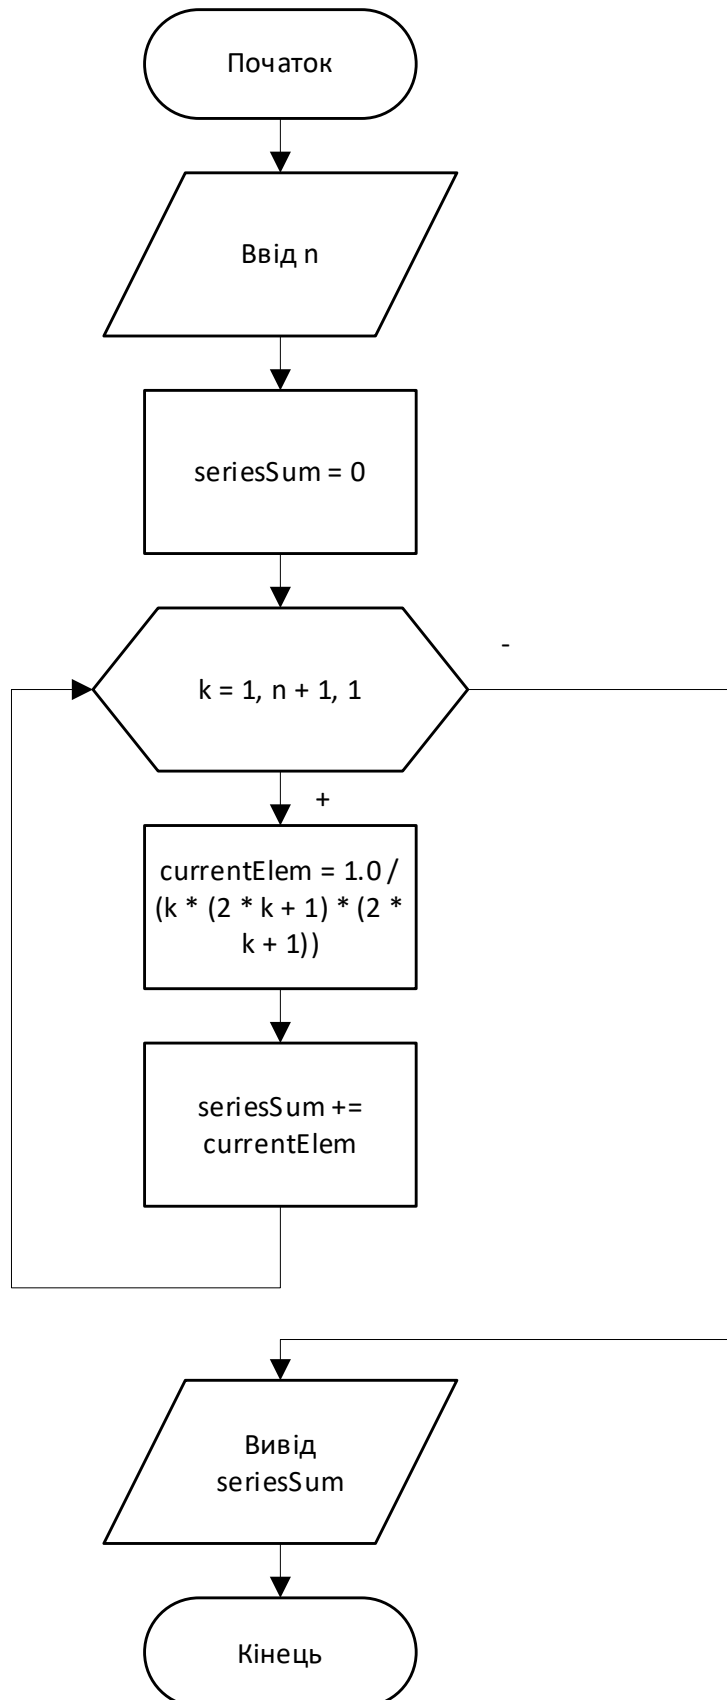 Початок
Ввід n
seriesSum = 0
-
k = 1, n + 1, 1
+
currentElem = 1.0 /
(k * (2 * k + 1) * (2 *
k + 1))
seriesSum +=
currentElem
Вивід
seriesSum
Кінець